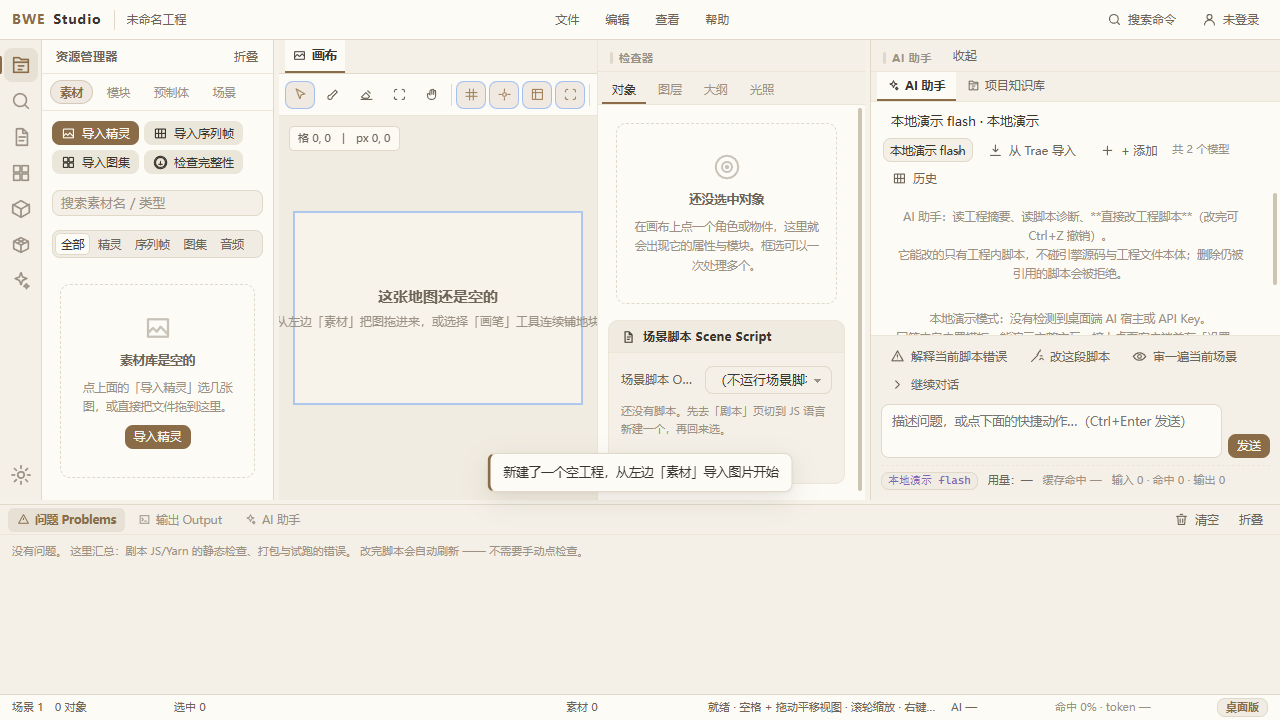 BWE Studio 未命名工程 文件 编辑 查看 帮助 搜索命令 未登录
资源管理器 折叠
素材 模块 预制体 场景
导入精灵 导入序列帧
导入图集 检查完整性
搜索素材名 / 类型
全部 精灵 序列帧 图集 音频
素材库是空的
点上面的「导入精灵」选几张
图，或直接把文件拖到这里。
导入精灵
画布
格 0, 0 | px 0, 0
这张地图还是空的
从左边「素材」把图拖进来，或选择「画笔」工具连续铺地块
检查器
对象 图层 大纲 光照
还没选中对象
在画布上点一个角色或物件，这里就
会出现它的属性与模块。框选可以一
次处理多个。
场景脚本 Scene Script
场景脚本 O... （不运行场景脚
还没有脚本。先去「剧本」页切到 JS 语言
新建一个，再回来选。
新建了一个空工程，从左边「素材」导入图片开始
AI 助手 收起
AI 助手 项目知识库
本地演示 flash · 本地演示
本地演示 flash 从 Trae 导入 + 添加 共 2 个模型
历史
AI 助手：读工程摘要、读脚本诊断、**直接改工程脚本**（改完可
Ctrl+Z 撤销）。
它能改的只有工程内脚本，不碰引擎源码与工程文件本体；删除仍被
引用的脚本会被拒绝。
本地演示模式：没有检测到桌面端 AI 宿主或 API Key。
解释当前脚本错误 改这段脚本 审一遍当前场景
继续对话
描述问题，或点下面的快捷动作…（Ctrl+Enter 发送）
发送
本地演示 flash 用量：— 缓存命中 — 输入 0 · 命中 0 · 输出 0
问题 Problems 输出 Output AI 助手 清空 折叠
没有问题。 这里汇总：剧本 JS/Yarn 的静态检查、打包与试跑的错误。 改完脚本会自动刷新 —— 不需要手动点检查。
场景 1 0 对象 选中 0 素材 0 就绪 · 空格 + 拖动平移视图 · 滚轮缩放 · 右键... AI — 命中 0% · token — 桌面版